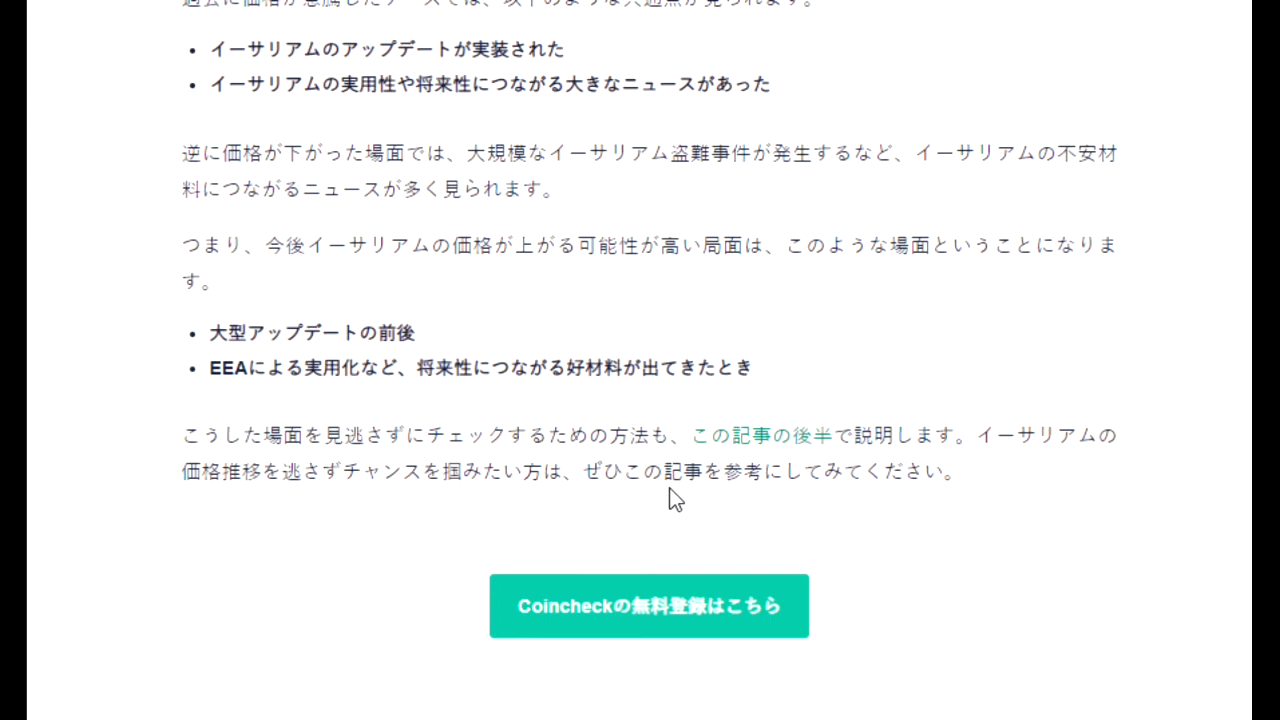 イーサリアムのアップデートが実装された
イーサリアムの実用性や将来性につながる大きなニュースがあった
逆に価格が下がった場面では、大規模なイーサリアム盗難事件が発生するなど、イーサリアムの不安材
料につながるニュースが多く見られます。
つまり、今後イーサリアムの価格が上がる可能性が高い局面は、このような場面ということになりま
す。
大型アップデートの前後
EEAによる実用化など、将来性につながる好材料が出てきたとき
こうした場面を見逃さずにチェックするための方法も、この記事の後半で説明します。イーサリアムの
価格推移を逃さずチャンスを掴みたい方は、ぜひこの記事を参考にしてみてください。
Coincheckの無料登録はこちら